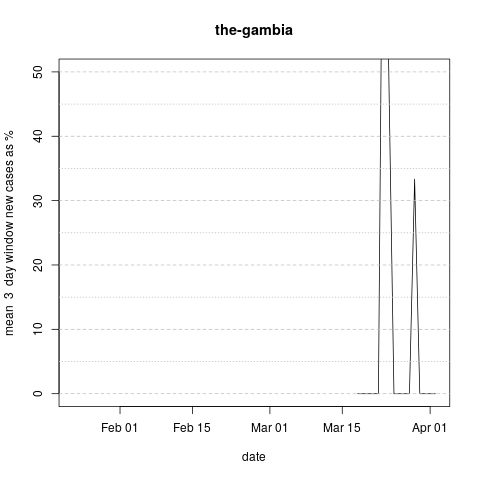 the-gambia
mean  3  day window new cases as %
50
40
30
20
10
0
Feb 01
Feb 15
Mar 01
Mar 15
Apr 01
date